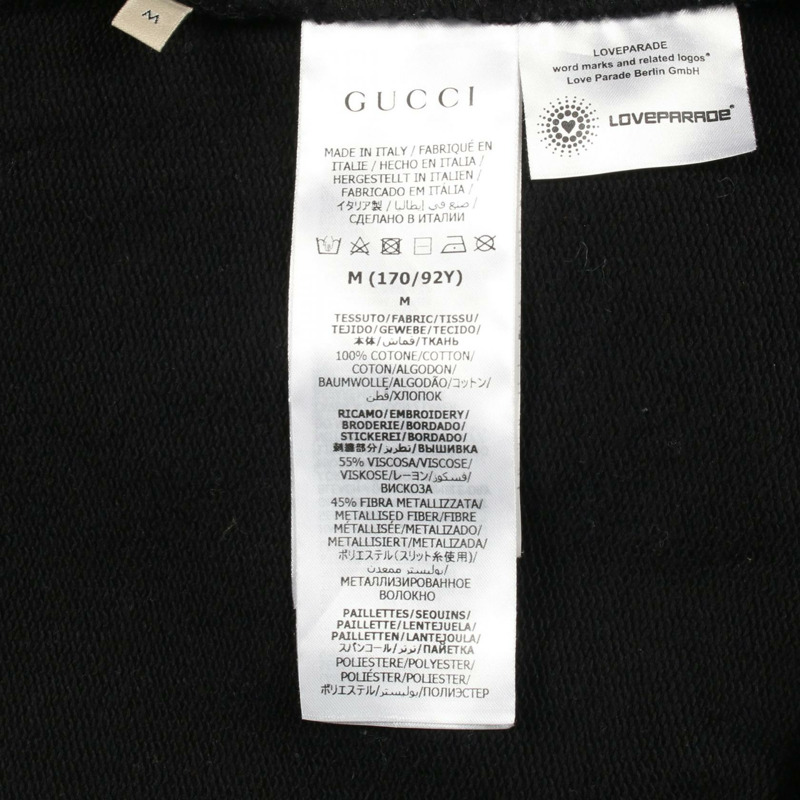 M
GUCCI
MADE IN ITALY / FABRIQUÉ EN
ITALIE / HECHO EN ITALIA /
HERGESTELLT IN ITALIEN /
FABRICADO EM ITÁLIA /
イタリア製 / صنع في إيطاليا /
СДЕЛАНО В ИТАЛИИ
M (170/92Y)
M
TESSUTO/FABRIC/TISSU/
TEJIDO/GEWEBE/TECIDO/
本体/قماش/ТКАНЬ
100% COTONE/COTTON/
COTON/ALGODON/
BAUMWOLLE/ALGODÃO/コットン/
قطن/ХЛОПОК
RICAMO/EMBROIDERY/
BRODERIE/BORDADO/
STICKEREI/BORDADO/
刺繍部分/تطريز/ВЫШИВКА
55% VISCOSA/VISCOSE/
VISKOSE/レーヨン/فسكوز/
ВИСКОЗА
45% FIBRA METALLIZZATA/
METALLISED FIBER/FIBRE
MÉTALLISÉE/METALIZADO/
METALLISIERT/METALIZADA/
ポリエステル(スリット糸使用)/
بوليستر ممعدن/
МЕТАЛЛИЗИРОВАННОЕ
ВОЛОКНО
PAILLETTES/SEQUINS/
PAILLETTE/LENTEJUELA/
PAILLETTEN/LANTEJOULA/
スパンコール/ترتر/ПАЙЕТКА
POLIESTERE/POLYESTER/
POLIÉSTER/POLIESTER/
ポリエステル/بوليستر/ПОЛИЭСТЕР
LOVEPARADE
word marks and related logos®
Love Parade Berlin GmbH
LOVEPARADE®